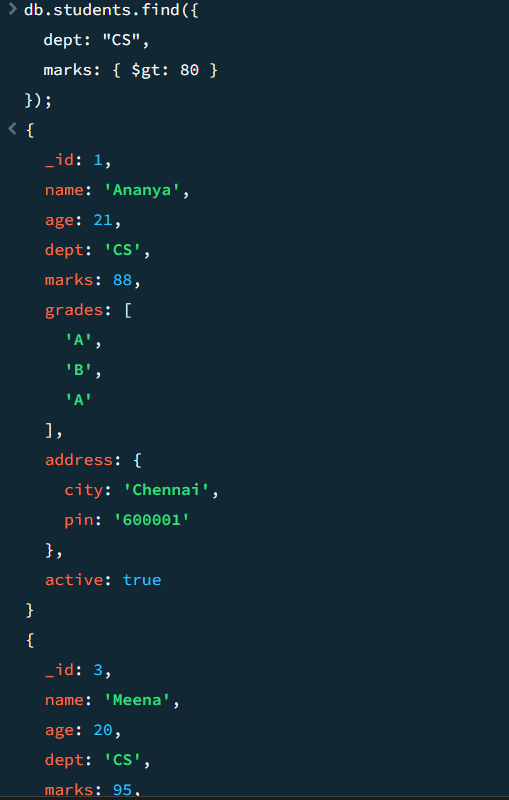 > db.students.find({
dept: "CS",
marks: { $gt: 80 }
});
< {
_id: 1,
name: 'Ananya',
age: 21,
dept: 'CS',
marks: 88,
grades: [
'A',
'B',
'A'
],
address: {
city: 'Chennai',
pin: '600001'
},
active: true
}
{
_id: 3,
name: 'Meena',
age: 20,
dept: 'CS',
marks: 95,